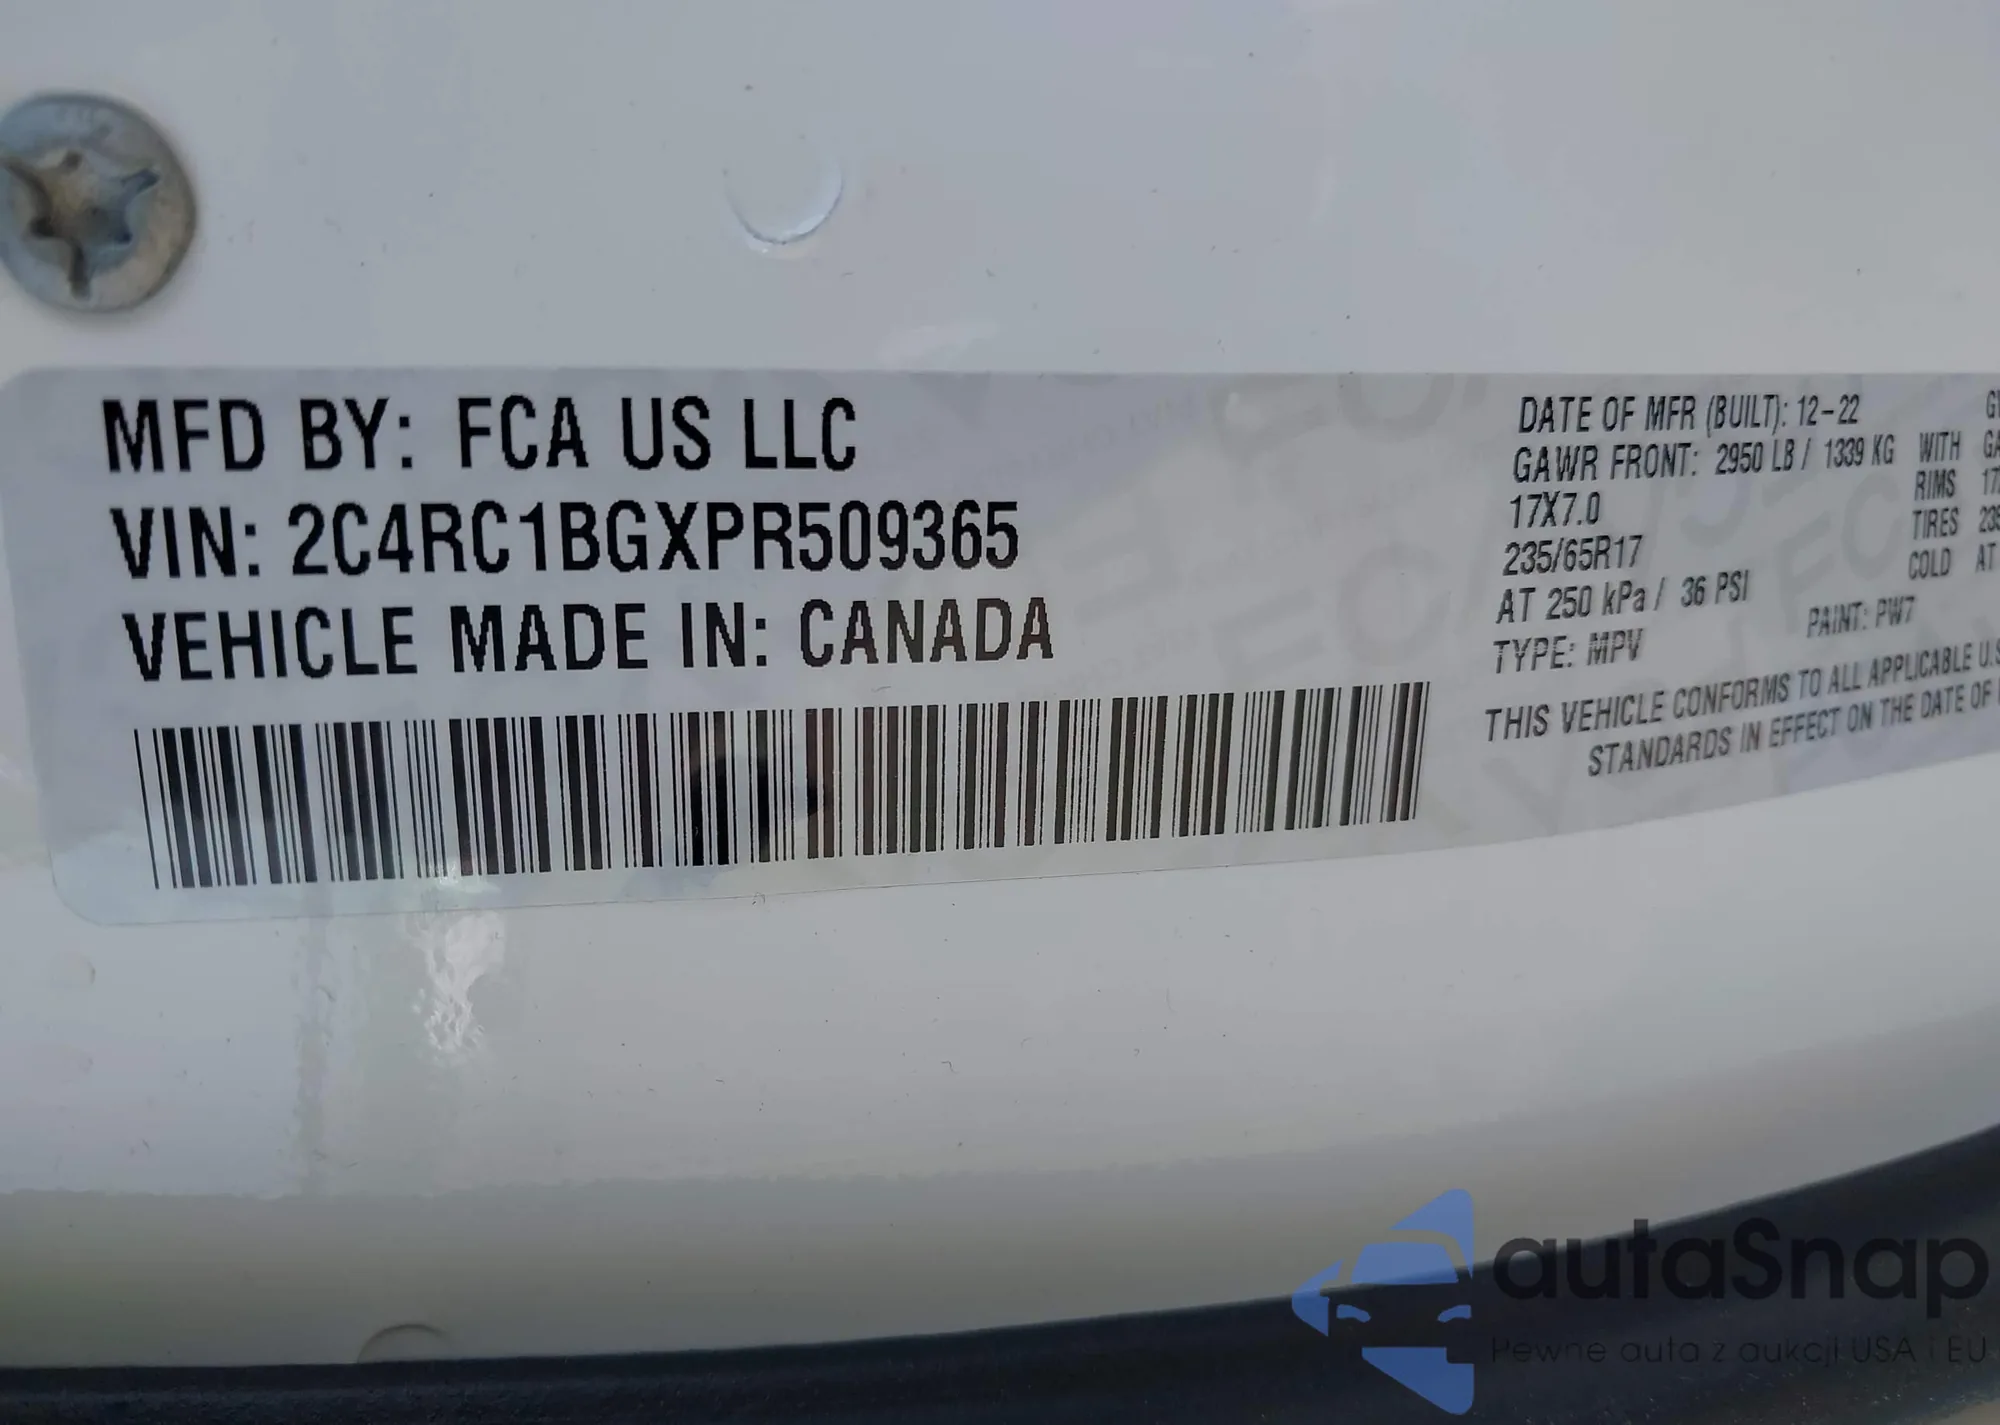 MFD BY: FCA US LLC
VIN: 2C4RC1BGXPR509365
VEHICLE MADE IN: CANADA
DATE OF MFR (BUILT): 12-22
GAWR FRONT: 2950 LB / 1339 KG WITH
17X7.0 RIMS
235/65R17 TIRES
AT 250 kPa / 36 PSI COLD AT
TYPE: MPV PAINT: PW7
THIS VEHICLE CONFORMS TO ALL APPLICABLE U.S
STANDARDS IN EFFECT ON THE DATE OF
autaSnap
Pewne auta z aukcji USA i EU